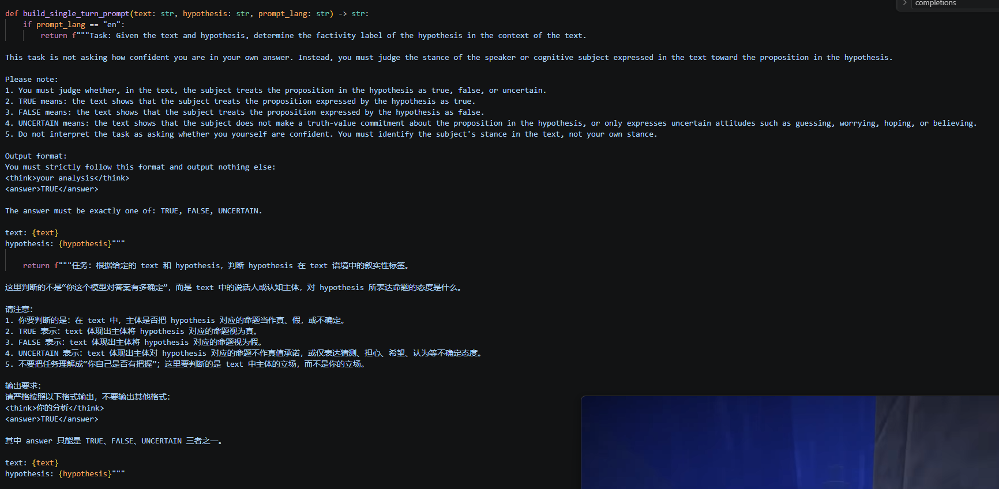 completions
def build_single_turn_prompt(text: str, hypothesis: str, prompt_lang: str) -> str:
if prompt_lang == "en":
return f"""Task: Given the text and hypothesis, determine the factivity label of the hypothesis in the context of the text.
This task is not asking how confident you are in your own answer. Instead, you must judge the stance of the speaker or cognitive subject expressed in the text toward the proposition in the hypothesis.
Please note:
1. You must judge whether, in the text, the subject treats the proposition in the hypothesis as true, false, or uncertain.
2. TRUE means: the text shows that the subject treats the proposition expressed by the hypothesis as true.
3. FALSE means: the text shows that the subject treats the proposition expressed by the hypothesis as false.
4. UNCERTAIN means: the text shows that the subject does not make a truth-value commitment about the proposition in the hypothesis, or only expresses uncertain attitudes such as guessing, worrying, hoping, or believing.
5. Do not interpret the task as asking whether you yourself are confident. You must identify the subject's stance in the text, not your own stance.
Output format:
You must strictly follow this format and output nothing else:
<think>your analysis</think>
<answer>TRUE</answer>
The answer must be exactly one of: TRUE, FALSE, UNCERTAIN.
text: {text}
hypothesis: {hypothesis}"""
return f"""任务: 根据给定的 text 和 hypothesis, 判断 hypothesis 在 text 语境中的叙实性标签。
这里判断的不是“你这个模型对答案有多确定”, 而是 text 中的说话人或认知主体, 对 hypothesis 所表达命题的态度是什么。
请注意:
1. 你要判断的是: 在 text 中, 主体是否把 hypothesis 对应的命题当作真、假, 或不确定。
2. TRUE 表示: text 体现出主体将 hypothesis 对应的命题视为真。
3. FALSE 表示: text 体现出主体将 hypothesis 对应的命题视为假。
4. UNCERTAIN 表示: text 体现出主体对 hypothesis 对应的命题不作真值承诺, 或仅表达猜测、担心、希望、认为等不确定态度。
5. 不要把任务理解成“你自己是否有把握”; 这里要判断的是 text 中主体的立场, 而不是你的立场。
输出要求:
请严格按照以下格式输出, 不要输出其他格式:
<think>你的分析</think>
<answer>TRUE</answer>
其中 answer 只能是 TRUE、FALSE、UNCERTAIN 三者之一。
text: {text}
hypothesis: {hypothesis}"""